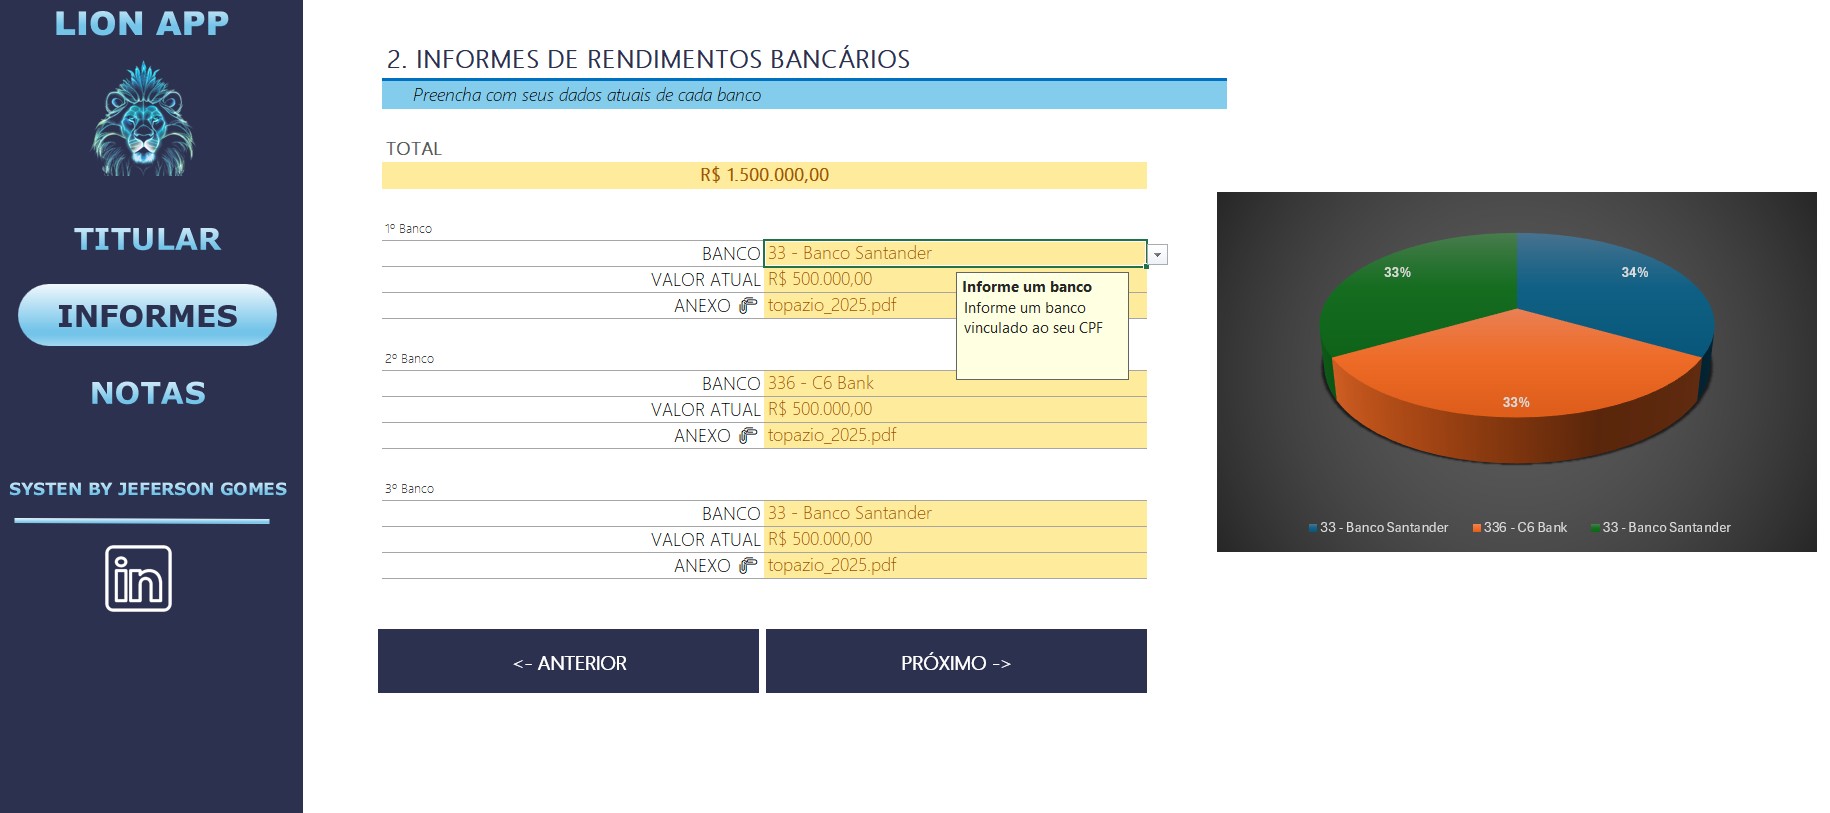 LION APP
TITULAR
INFORMES
NOTAS
SYSTEN BY JEFERSON GOMES
in
2. INFORMES DE RENDIMENTOS BANCÁRIOS
Preencha com seus dados atuais de cada banco
TOTAL
R$ 1.500.000,00
1º Banco
BANCO 33 - Banco Santander
VALOR ATUAL R$ 500.000,00
ANEXO topazio_2025.pdf
Informe um banco
Informe um banco
vinculado ao seu CPF
2º Banco
BANCO 336 - C6 Bank
VALOR ATUAL R$ 500.000,00
ANEXO topazio_2025.pdf
3º Banco
BANCO 33 - Banco Santander
VALOR ATUAL R$ 500.000,00
ANEXO topazio_2025.pdf
<- ANTERIOR
PRÓXIMO ->
33%
34%
33%
33 - Banco Santander 336 - C6 Bank 33 - Banco Santander